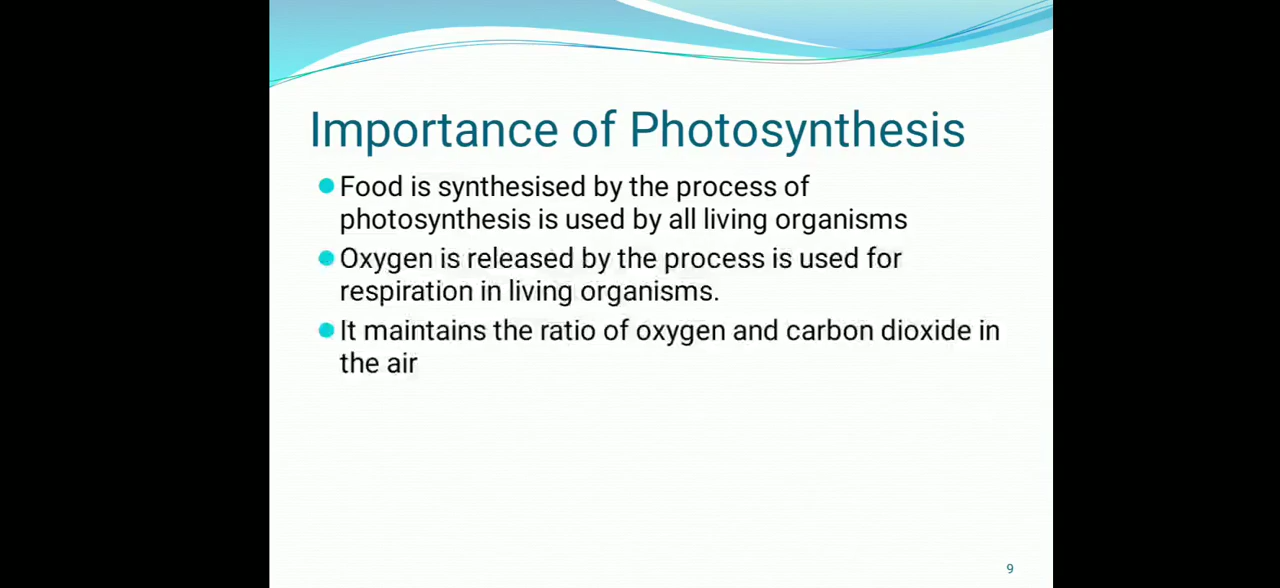 Importance of Photosynthesis
Food is synthesised by the process of
photosynthesis is used by all living organisms
Oxygen is released by the process is used for
respiration in living organisms.
It maintains the ratio of oxygen and carbon dioxide in
the air
9